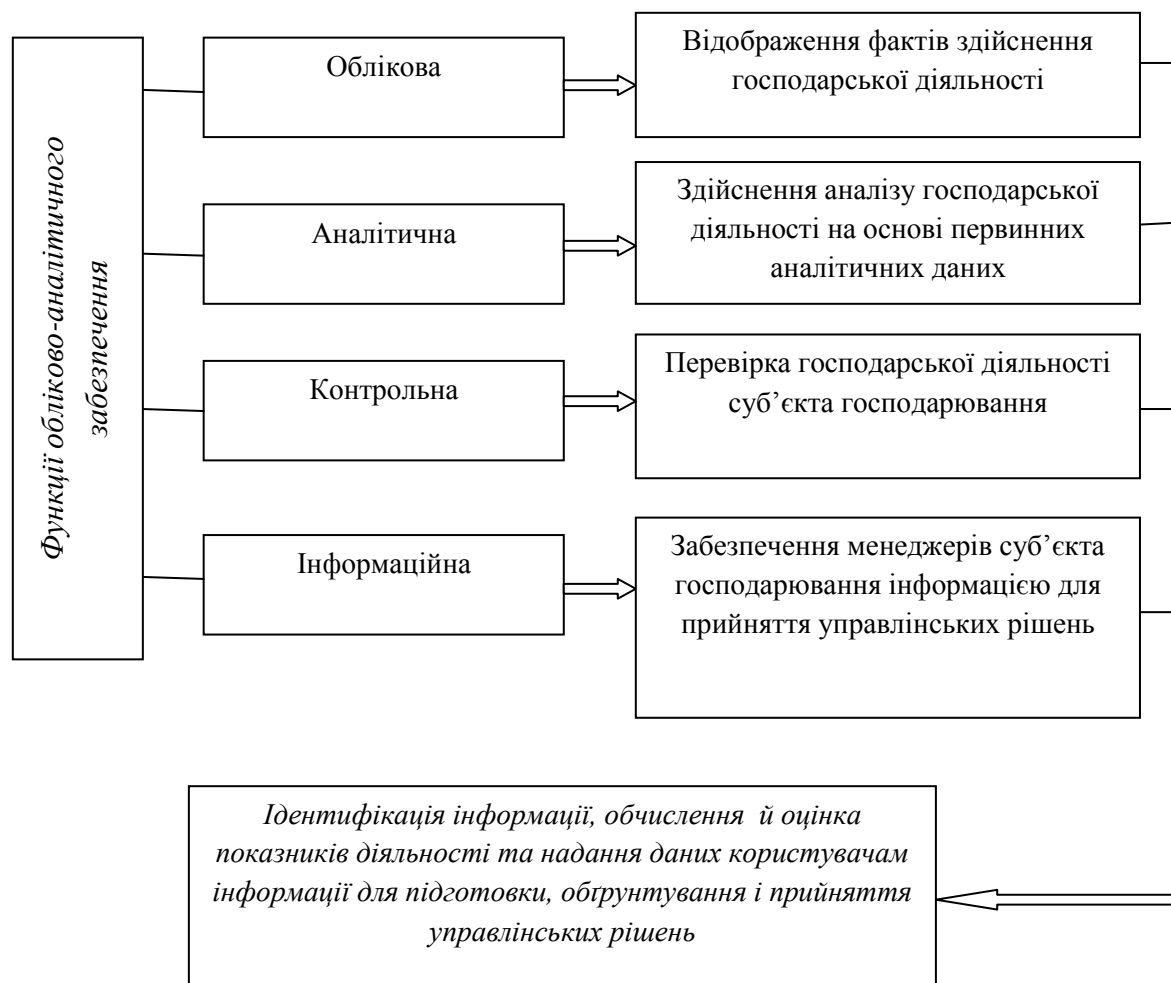 Функції обліково-аналітичного
забезпечення
Облікова
Відображення фактів здійснення
господарської діяльності
Аналітична
Здійснення аналізу господарської
діяльності на основі первинних
аналітичних даних
Контрольна
Перевірка господарської діяльності
суб’єкта господарювання
Інформаційна
Забезпечення менеджерів суб’єкта
господарювання інформацією для
прийняття управлінських рішень
Ідентифікація інформації, обчислення й оцінка
показників діяльності та надання даних користувачам
інформації для підготовки, обґрунтування і прийняття
управлінських рішень